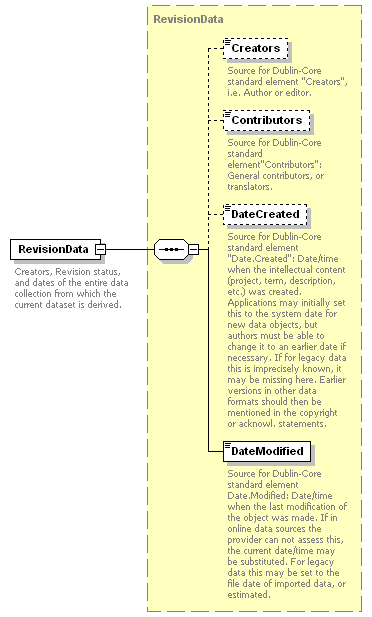 RevisionData
Creators
Source for Dublin-Core
standard element "Creators",
i.e. Author or editor.
Contributors
Source for Dublin-Core
standard
element"Contributors":
General contributors, or
translators.
DateCreated
Source for Dublin-Core
standard element
"Date.Created": Date/time
when the intellectual content
(project, term, description,
etc.) was created.
Applications may initially set
this to the system date for
new data objects, but
authors must be able to
change it to an earlier date if
necessary. If for legacy data
this is imprecisely known, it
may be missing here. Earlier
versions in other data
formats should then be
mentioned in the copyright
or acknowl. statements.
RevisionData
Creators, Revision status,
and dates of the entire data
collection from which the
current dataset is derived.
DateModified
Source for Dublin-Core
standard element
Date.Modified: Date/time
when the last modification of
the object was made. If in
online data sources the
provider can not assess this,
the current date/time may
be substituted. For legacy
data this may be set to the
file date of imported data, or
estimated.